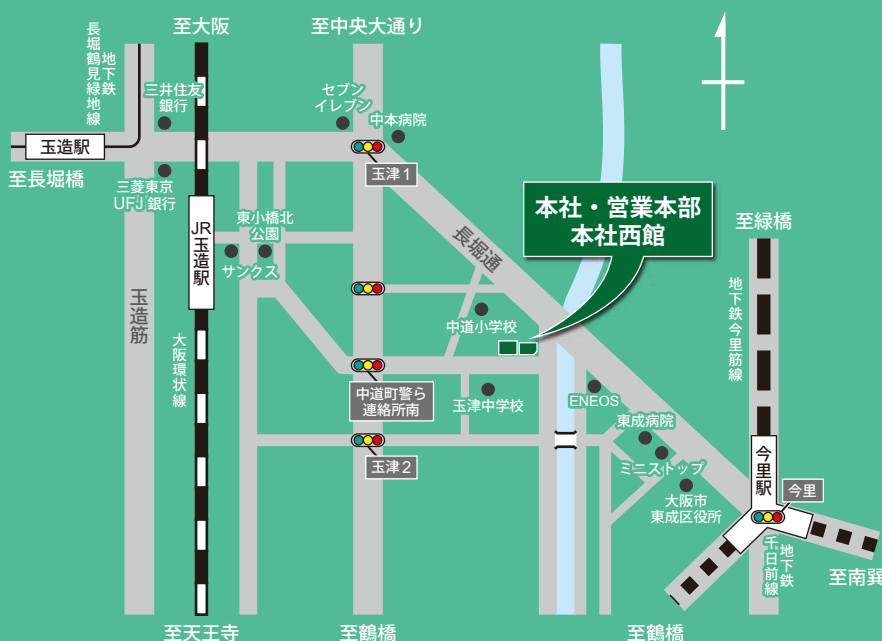 至大阪
至中央大通り
地下鉄
長堀鶴見緑地線
三井住友
銀行
セブン
イレブン
中本病院
玉造駅
玉津1
至長堀橋
三菱東京
UFJ銀行
本社・営業本部
本社西館
東小橋北
公園
JR玉造駅
サンクス
長堀通
至緑橋
玉造筋
大阪環状線
中道小学校
地下鉄今里筋線
中道町警ら
連絡所南
玉津中学校
ENEOS
東成病院
玉津2
ミニストップ
今里駅
今里
大阪市
東成区役所
地下鉄
千日前線
至南巽
至天王寺
至鶴橋
至鶴橋